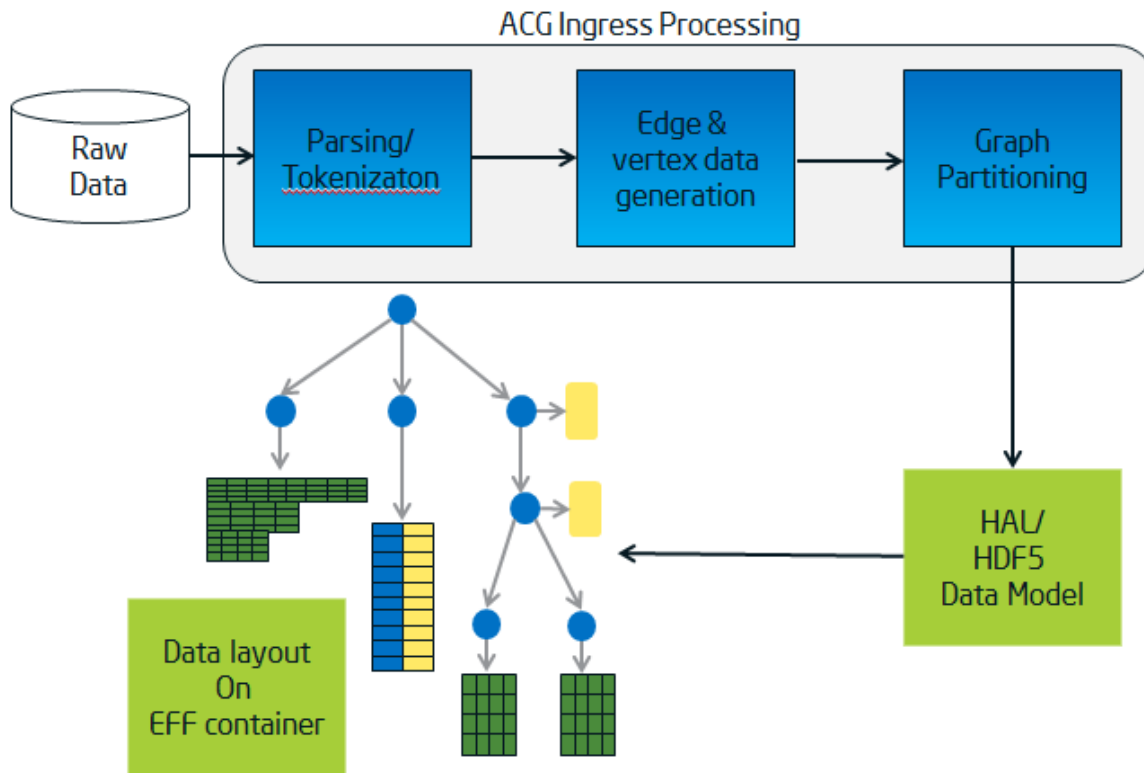 ACG Ingress Processing
Raw
Data
Parsing/
Tokenizaton
Edge &
vertex data
generation
Graph
Partitioning
HAL/
HDF5
Data Model
Data layout
On
EFF container